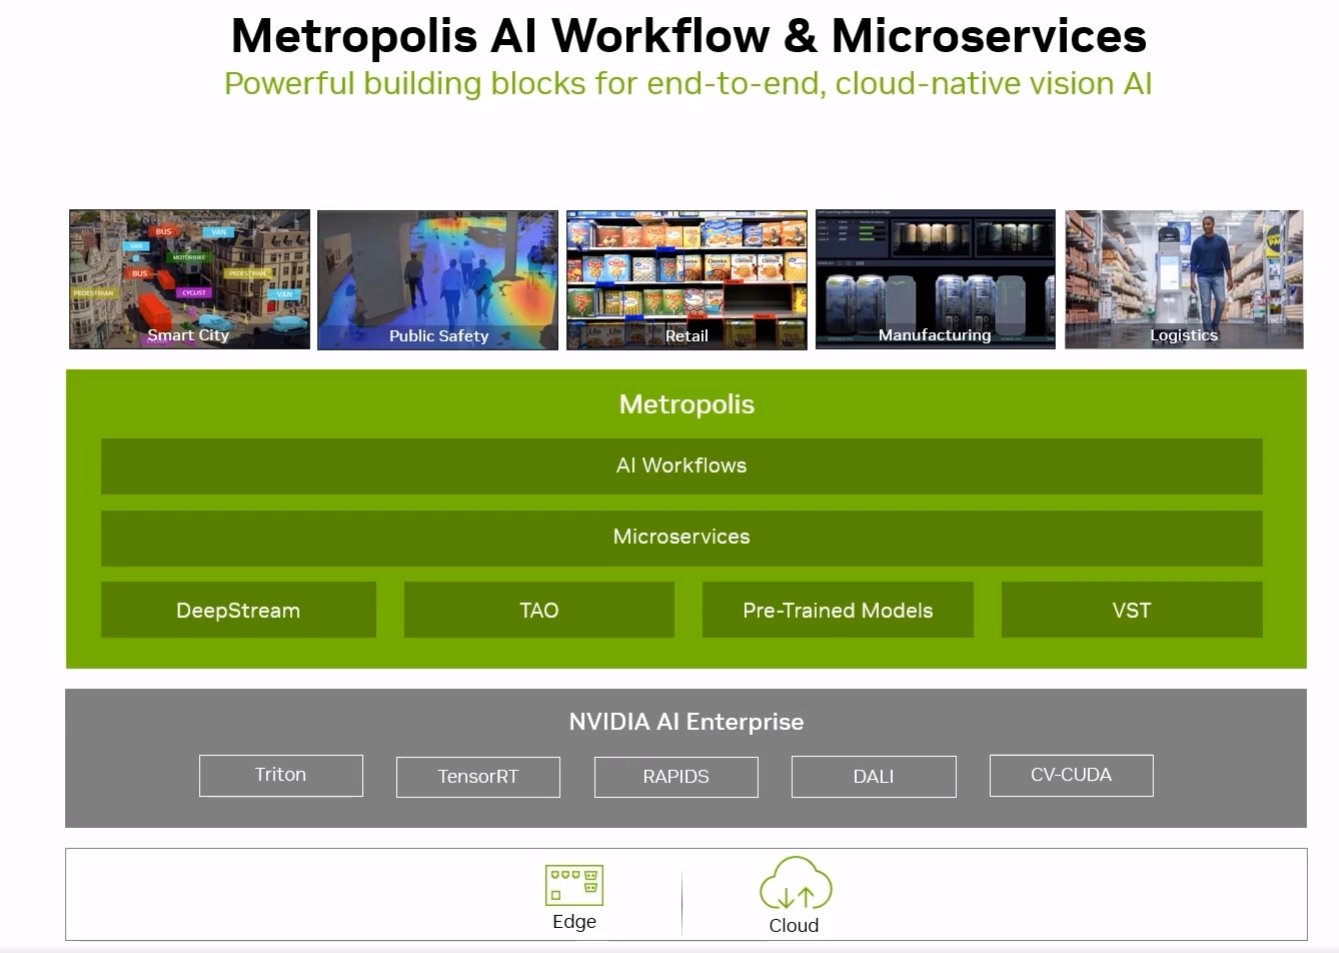 Metropolis AI Workflow & Microservices
Powerful building blocks for end-to-end, cloud-native vision AI
BUS
VAN
VAN
MOTORBIKE
BUS
PEDESTRIAN
PEDESTRIAN
CYCLIST
VAN
Smart City
Public Safety
Retail
Manufacturing
Logistics
Metropolis
AI Workflows
Microservices
DeepStream
TAO
Pre-Trained Models
VST
NVIDIA AI Enterprise
Triton
TensorRT
RAPIDS
DALI
CV-CUDA
Edge
Cloud